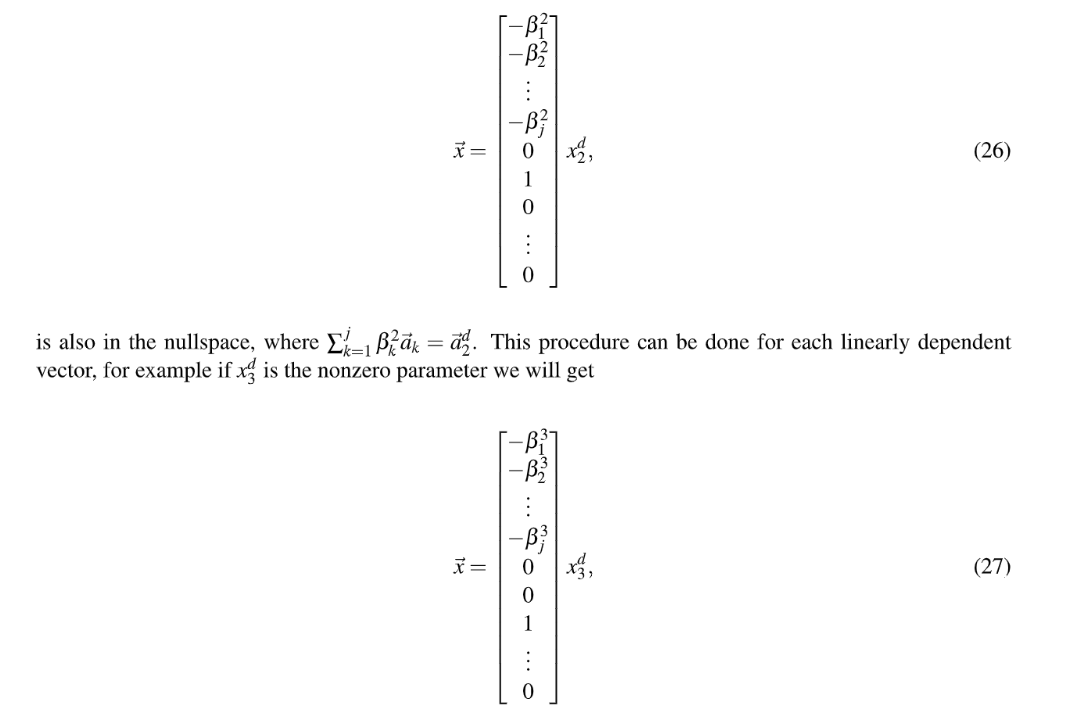 $$\vec{x} = \begin{bmatrix} -\beta_1^2 \\ -\beta_2^2 \\ \vdots \\ -\beta_j^2 \\ 0 \\ 1 \\ 0 \\ \vdots \\ 0 \end{bmatrix} x_2^d, \tag{26}$$
is also in the nullspace, where $\sum_{k=1}^{j} \beta_k^2 \vec{a}_k = \vec{a}_2^d$. This procedure can be done for each linearly dependent
vector, for example if $x_3^d$ is the nonzero parameter we will get
$$\vec{x} = \begin{bmatrix} -\beta_1^3 \\ -\beta_2^3 \\ \vdots \\ -\beta_j^3 \\ 0 \\ 0 \\ 1 \\ \vdots \\ 0 \end{bmatrix} x_3^d, \tag{27}$$